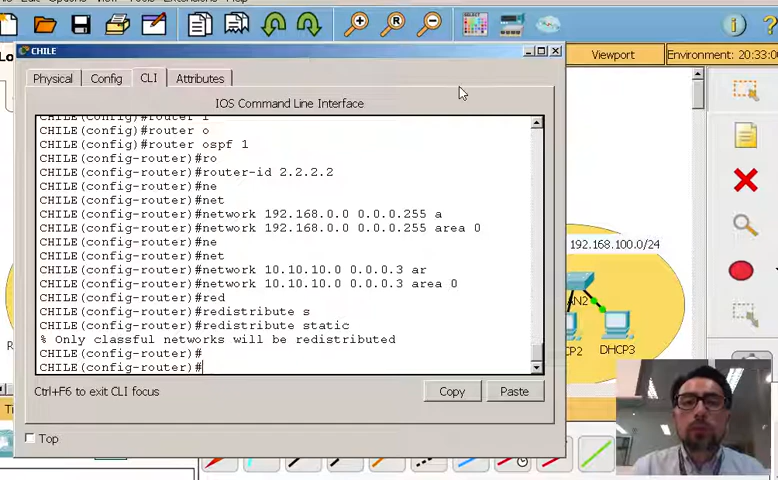 CHILE
Physical
Config
CLI
Attributes
Viewport
Environment: 20:33:0
IOS Command Line Interface
CHILE(config-router)#router o
CHILE(config-router)#router ospf 1
CHILE(config-router)#ro
CHILE(config-router)#router-id 2.2.2.2
CHILE(config-router)#ne
CHILE(config-router)#net
CHILE(config-router)#network 192.168.0.0 0.0.0.255 a
CHILE(config-router)#network 192.168.0.0 0.0.0.255 area 0
CHILE(config-router)#ne
CHILE(config-router)#net
CHILE(config-router)#network 10.10.10.0 0.0.0.3 ar
CHILE(config-router)#network 10.10.10.0 0.0.0.3 area 0
CHILE(config-router)#red
CHILE(config-router)#redistribute s
CHILE(config-router)#redistribute static
% Only classful networks will be redistributed
CHILE(config-router)#
CHILE(config-router)#
192.168.100.0/24
AN2
CP2
DHCP3
Ctrl+F6 to exit CLI focus
Copy
Paste
Top